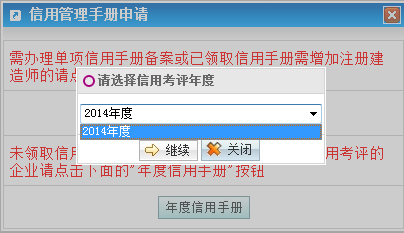 信用管理手册申请
需办理单项信用手册备案或已领取信用手册需增加注册建
造师的请点
请选择信用考评年度
2014年度
2014年度
继续 关闭
未领取信用 用考评的
企业请点击下面的“年度信用手册”按钮
年度信用手册